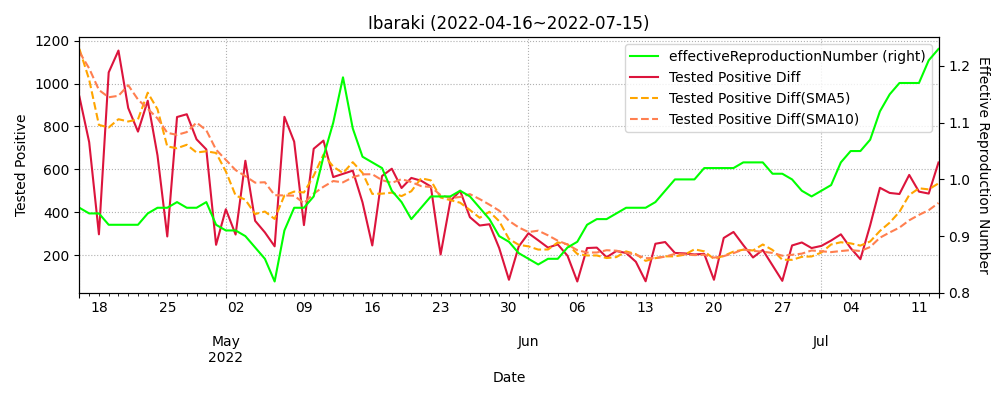 Ibaraki (2022-04-16~2022-07-15)
effectiveReproductionNumber (right)
Tested Positive Diff
Tested Positive Diff(SMA5)
Tested Positive Diff(SMA10)
Tested Positive
1200
1000
800
600
400
200
Effective Reproduction Number
1.2
1.1
1.0
0.9
0.8
18 25 02 09 16 23 30 06 13 20 27 04 11
May Jun Jul
2022
Date